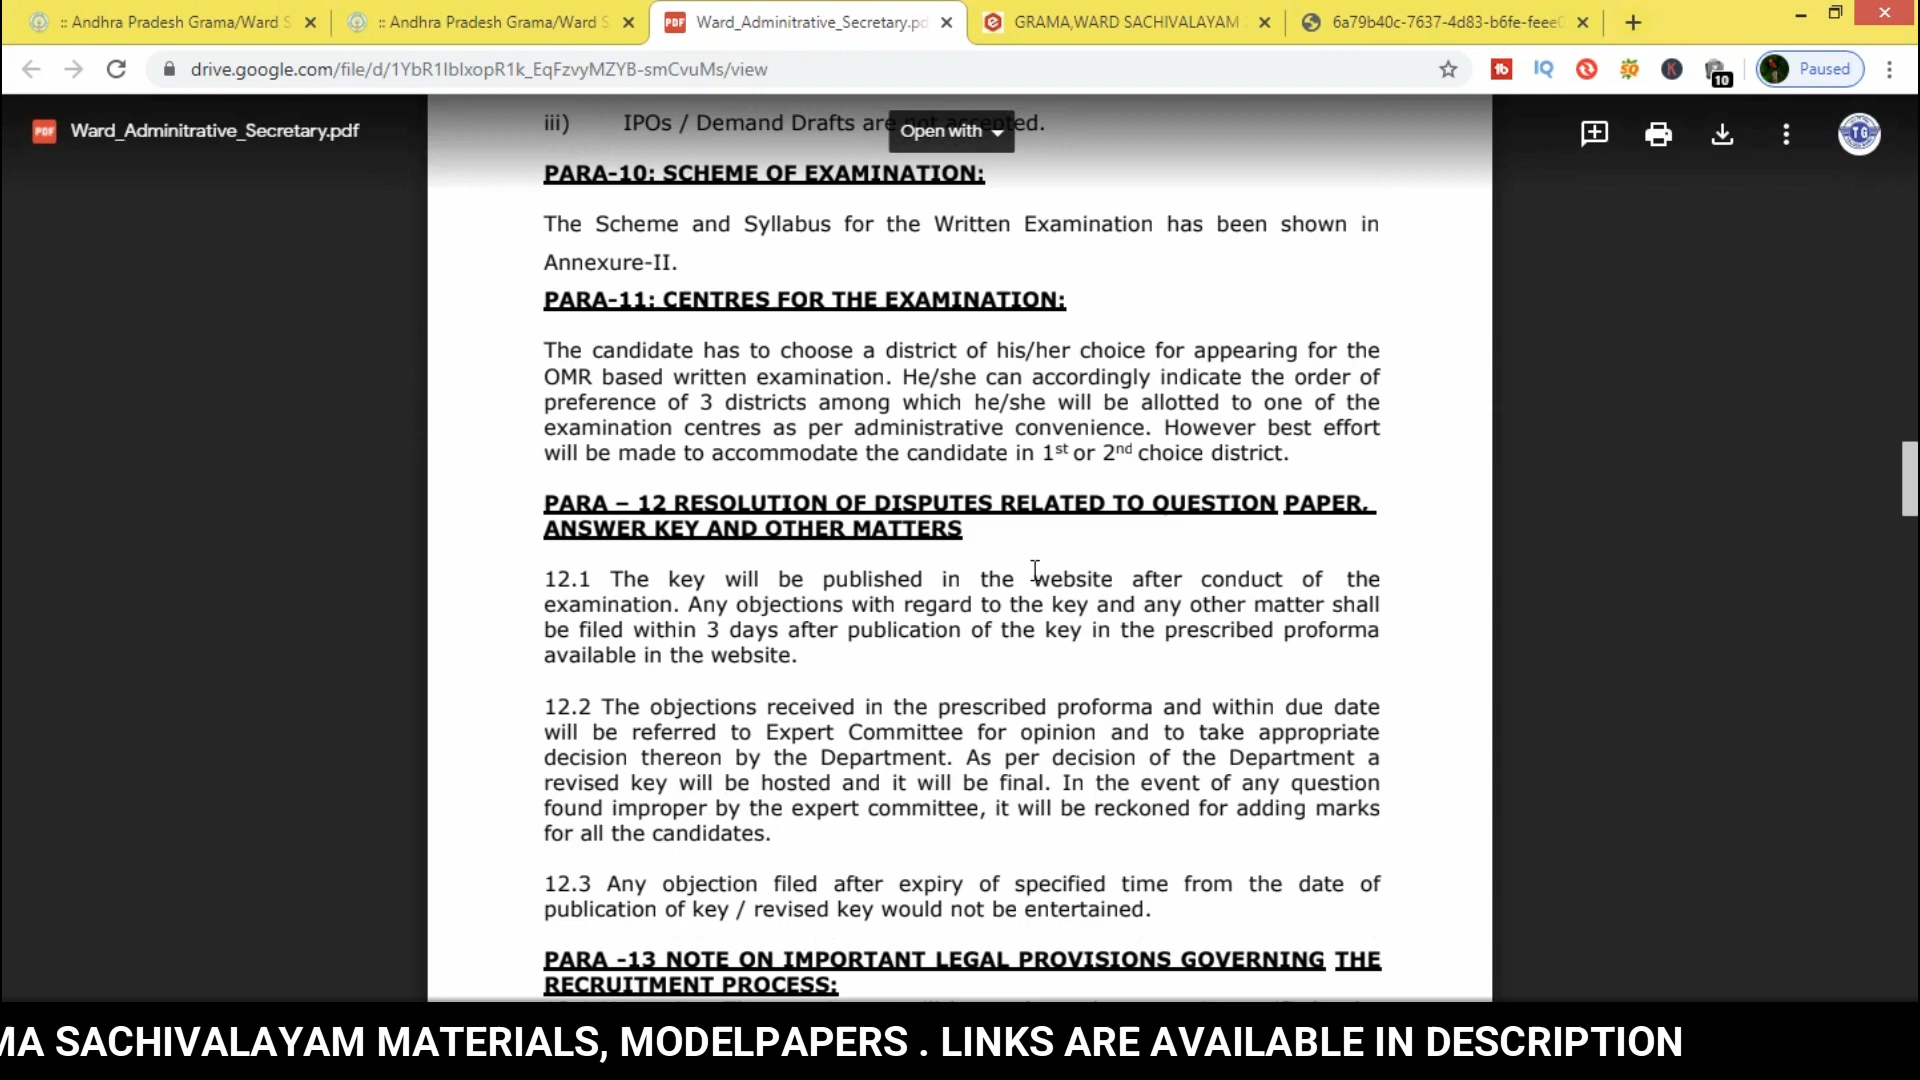 :: Andhra Pradesh Grama/Ward S
:: Andhra Pradesh Grama/Ward S
Ward_Adminitrative_Secretary.pd
GRAMA,WARD SACHIVALAYAM
6a79b40c-7637-4d83-b6fe-feee
drive.google.com/file/d/1YbR1IbIxopR1k_EqFzvyMZYB-smCvuMs/view
10
Paused
PDF
Ward_Adminitrative_Secretary.pdf
Open with
TG
iii) IPOs / Demand Drafts are not accepted.
PARA-10: SCHEME OF EXAMINATION:
The Scheme and Syllabus for the Written Examination has been shown in
Annexure-II.
PARA-11: CENTRES FOR THE EXAMINATION:
The candidate has to choose a district of his/her choice for appearing for the
OMR based written examination. He/she can accordingly indicate the order of
preference of 3 districts among which he/she will be allotted to one of the
examination centres as per administrative convenience. However best effort
will be made to accommodate the candidate in 1st or 2nd choice district.
PARA – 12 RESOLUTION OF DISPUTES RELATED TO QUESTION PAPER,
ANSWER KEY AND OTHER MATTERS
12.1 The key will be published in the website after conduct of the
examination. Any objections with regard to the key and any other matter shall
be filed within 3 days after publication of the key in the prescribed proforma
available in the website.
12.2 The objections received in the prescribed proforma and within due date
will be referred to Expert Committee for opinion and to take appropriate
decision thereon by the Department. As per decision of the Department a
revised key will be hosted and it will be final. In the event of any question
found improper by the expert committee, it will be reckoned for adding marks
for all the candidates.
12.3 Any objection filed after expiry of specified time from the date of
publication of key / revised key would not be entertained.
PARA -13 NOTE ON IMPORTANT LEGAL PROVISIONS GOVERNING THE
RECRUITMENT PROCESS:
MA SACHIVALAYAM MATERIALS, MODELPAPERS . LINKS ARE AVAILABLE IN DESCRIPTION